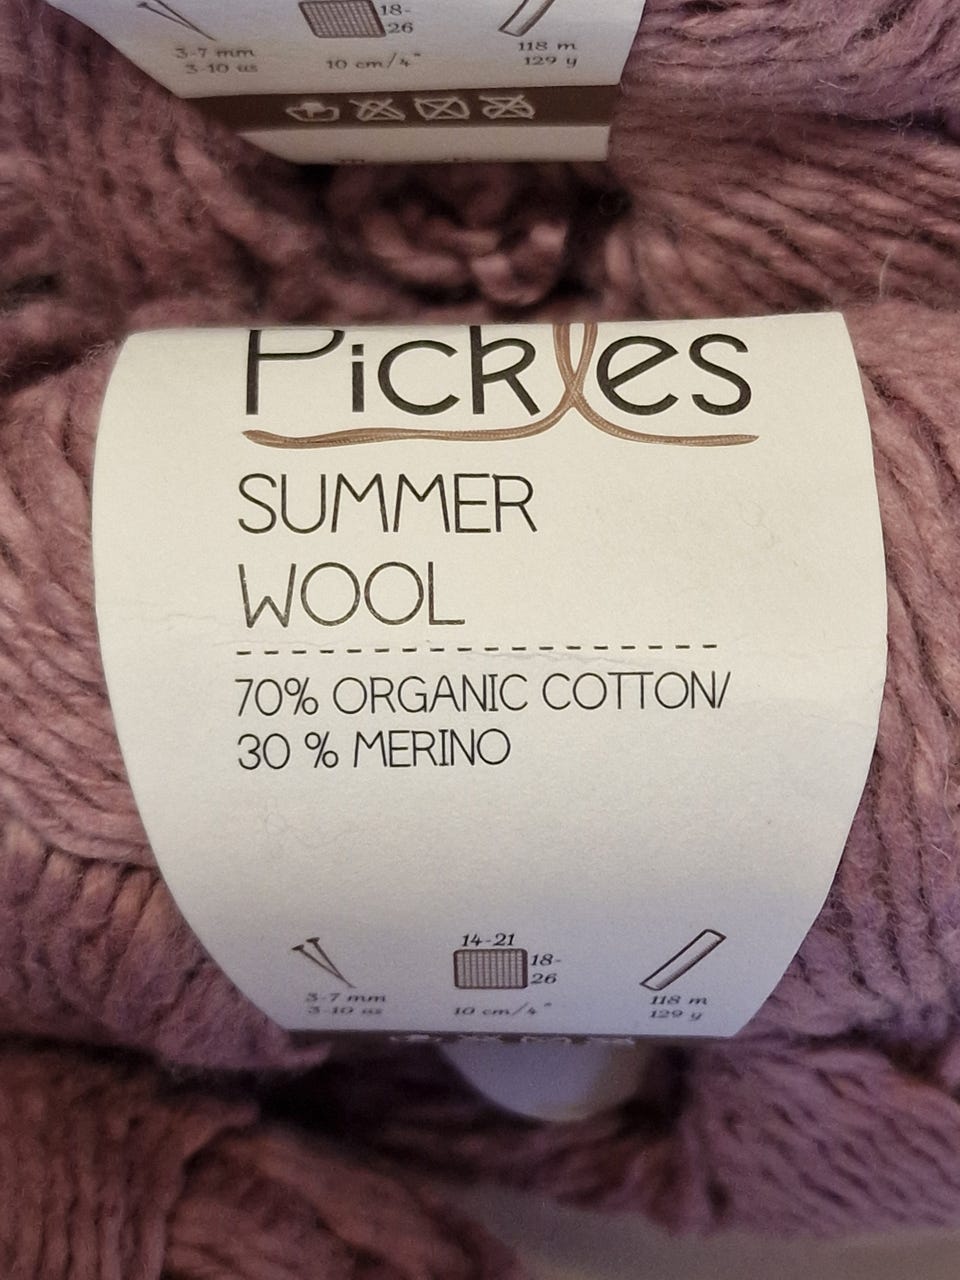 18-
26
3-7 mm
3-10 us
10 cm/4"
118 m
129 y
Pickles
SUMMER
WOOL
70% ORGANIC COTTON/
30 % MERINO
14-21
18-
26
3-7 mm
3-10 us
10 cm/4"
118 m
129 y